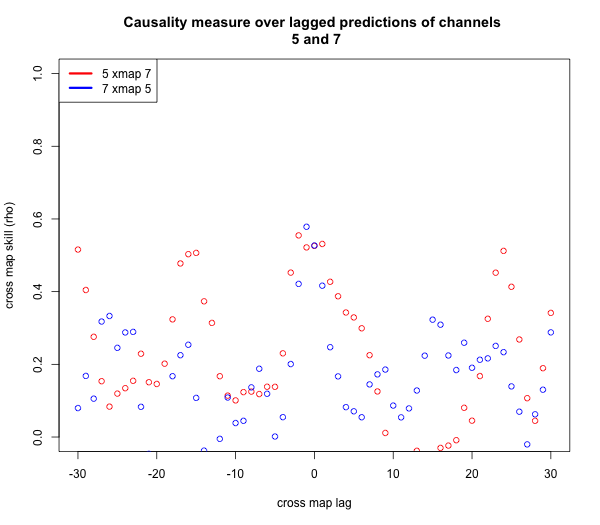 Causality measure over lagged predictions of channels
5 and 7
5 xmap 7
7 xmap 5
cross map skill (rho)
1.0
0.8
0.6
0.4
0.2
0.0
-30 -20 -10 0 10 20 30
cross map lag